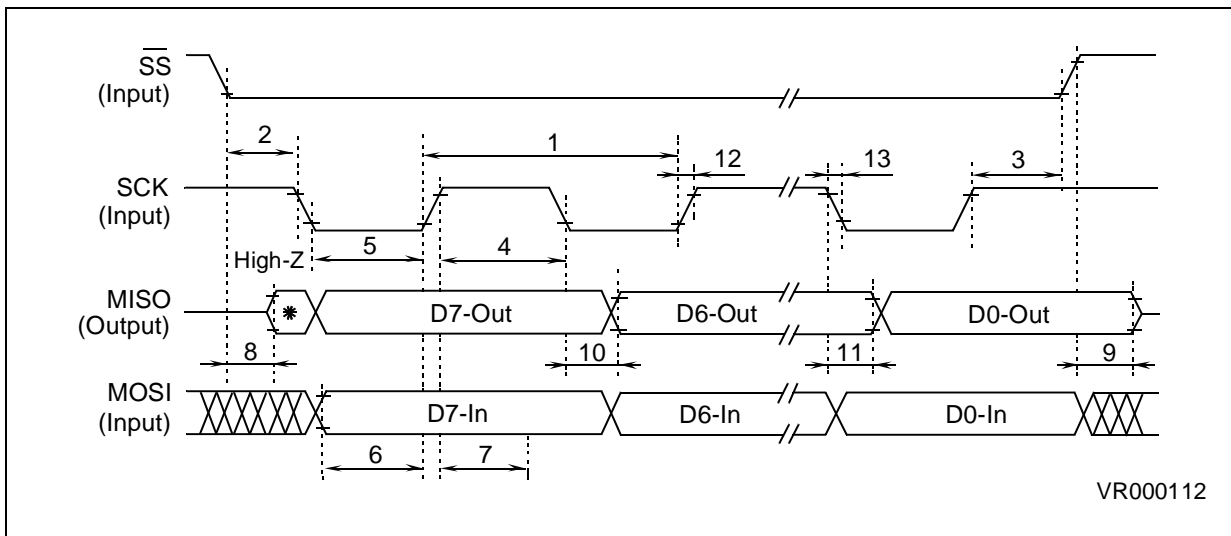 SS
(Input)
2
1
12
13
3
SCK
(Input)
5
4
High-Z
MISO
(Output)
*
D7-Out
D6-Out
D0-Out
8
10
11
9
MOSI
(Input)
D7-In
D6-In
D0-In
6
7
VR000112